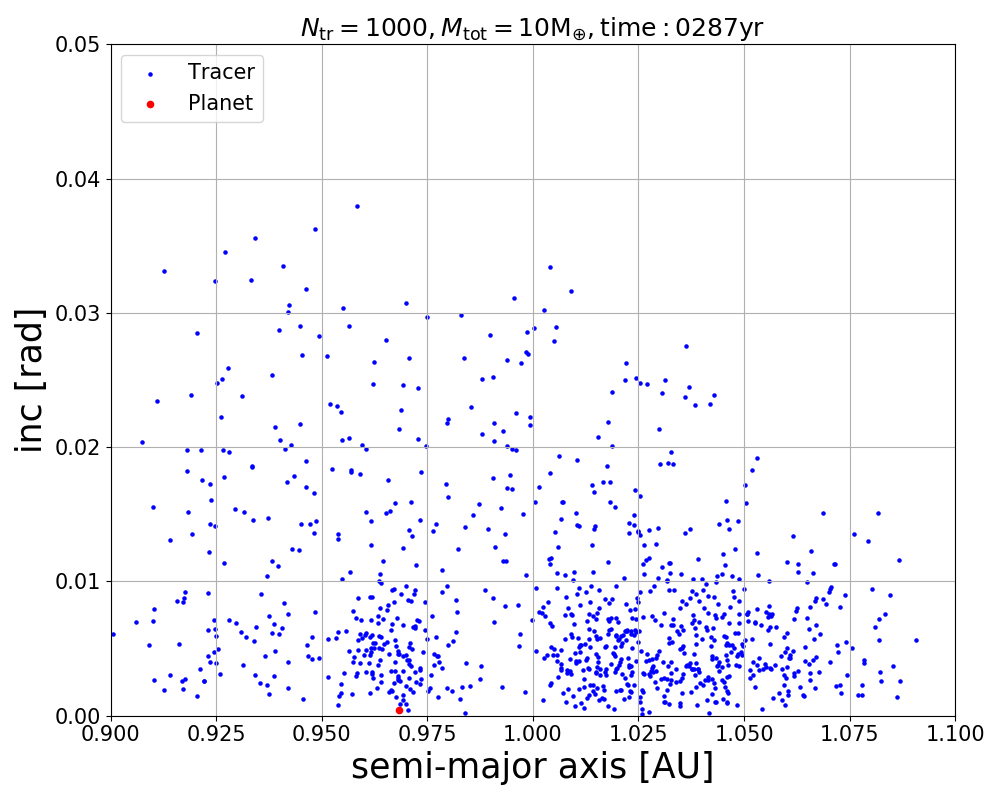 N_tr = 1000, M_tot = 10M_⊕, time : 0287yr
0.05
Tracer
Planet
0.04
0.03
inc [rad]
0.02
0.01
0.00
0.900 0.925 0.950 0.975 1.000 1.025 1.050 1.075 1.100
semi-major axis [AU]